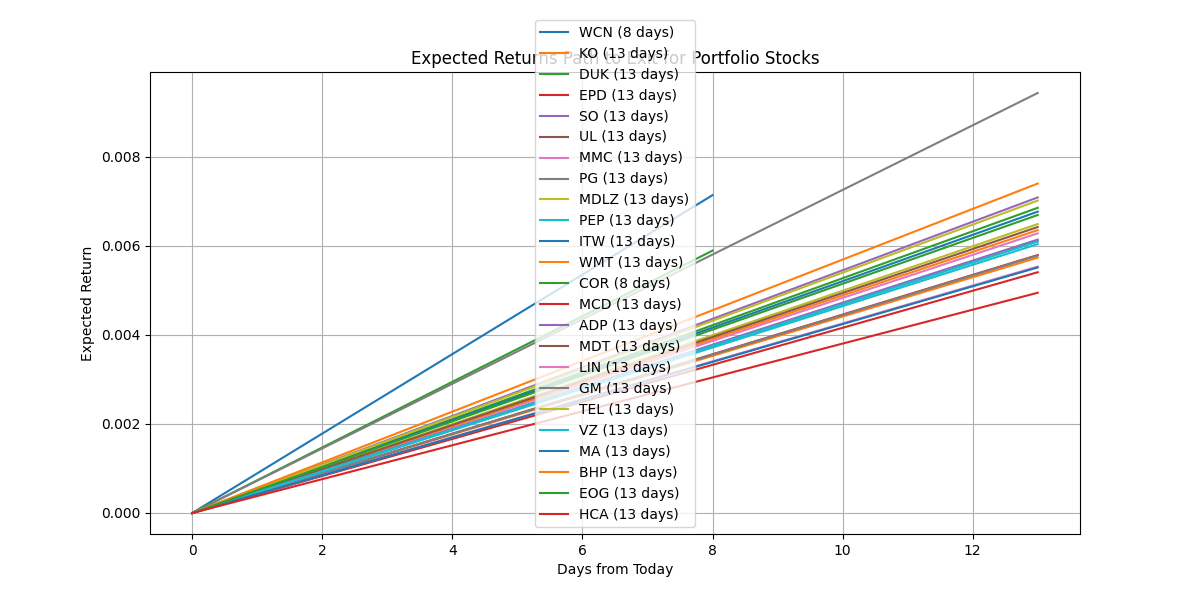 Expected Returns Path to Exit for Portfolio Stocks
WCN (8 days)
KO (13 days)
DUK (13 days)
EPD (13 days)
SO (13 days)
UL (13 days)
MMC (13 days)
PG (13 days)
MDLZ (13 days)
PEP (13 days)
ITW (13 days)
WMT (13 days)
COR (8 days)
MCD (13 days)
ADP (13 days)
MDT (13 days)
LIN (13 days)
GM (13 days)
TEL (13 days)
VZ (13 days)
MA (13 days)
BHP (13 days)
EOG (13 days)
HCA (13 days)
Expected Return
0.008
0.006
0.004
0.002
0.000
0 2 4 6 8 10 12
Days from Today